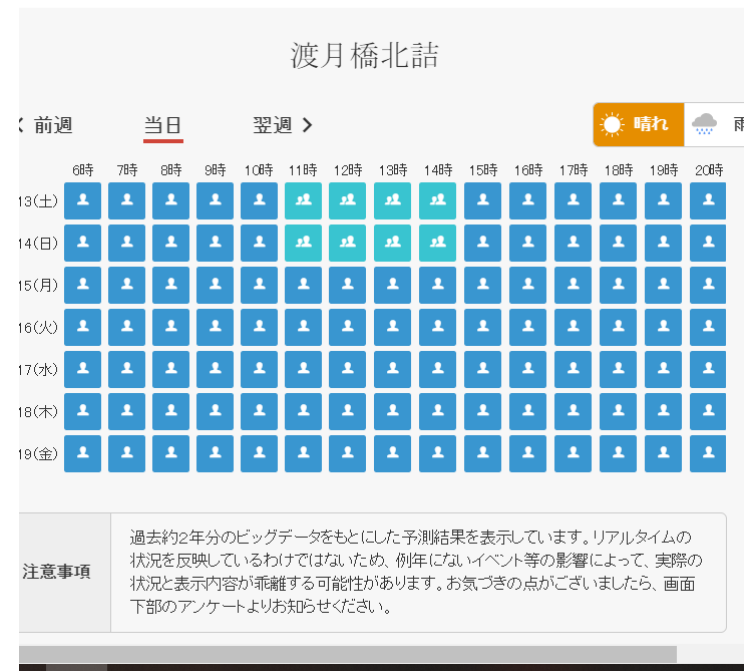 渡月橋北詰
前週 当日 翌週
晴れ 雨
6時 7時 8時 9時 10時 11時 12時 13時 14時 15時 16時 17時 18時 19時 20時
13(土)
14(日)
15(月)
16(火)
17(水)
18(木)
19(金)
過去約2年分のビッグデータをもとにした予測結果を表示しています。リアルタイムの
状況を反映しているわけではないため、例年にないイベント等の影響によって、実際の
注意事項
状況と表示内容が乖離する可能性があります。お気づきの点がございましたら、画面
下部のアンケートよりお知らせください。